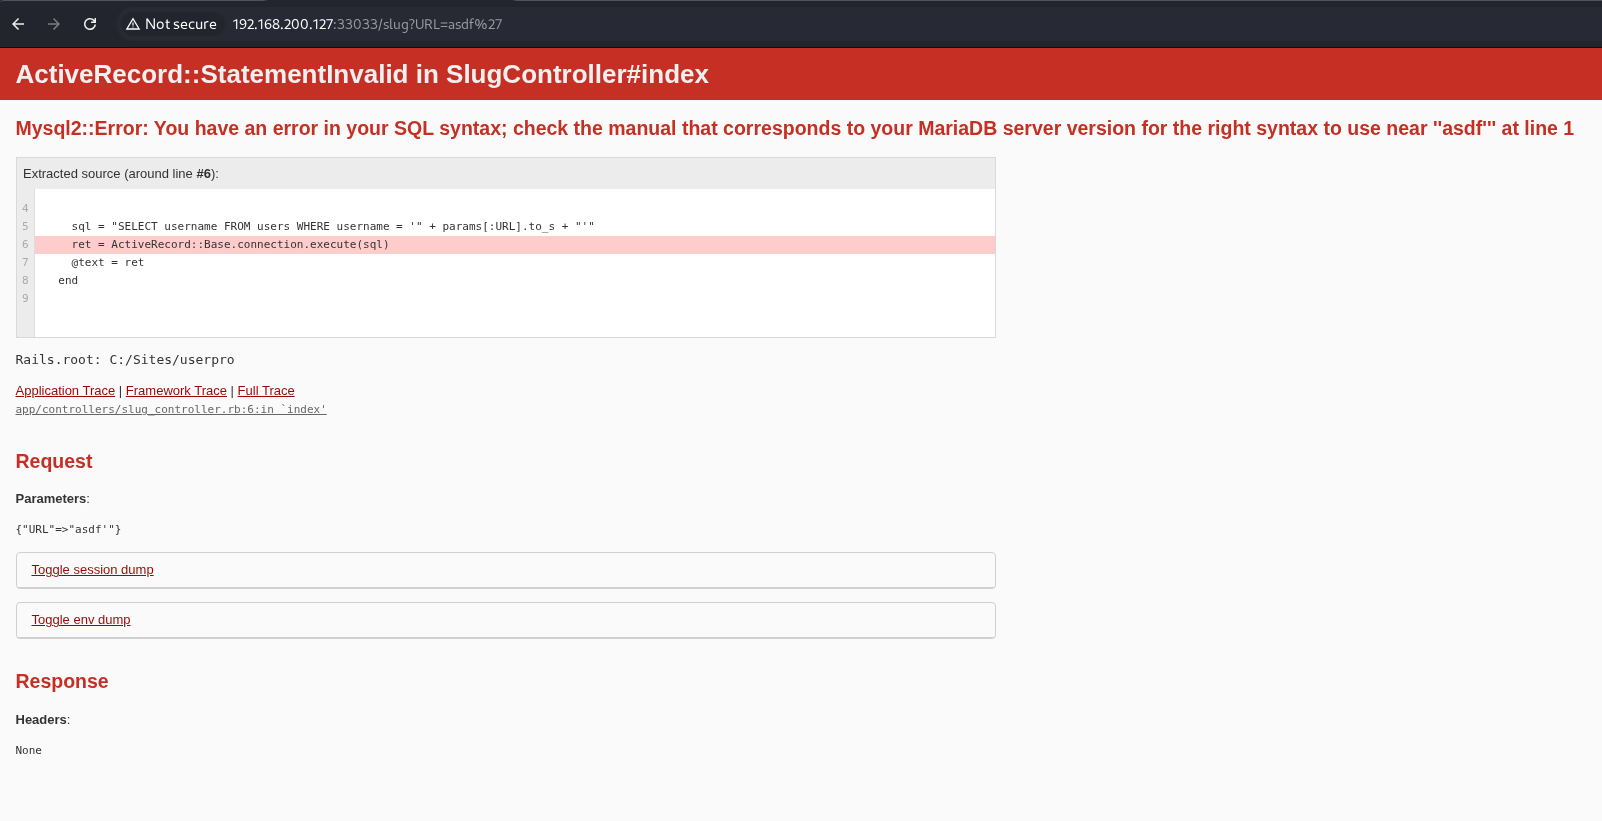 Not secure 192.168.200.127:33033/slug?URL=asdf%27
ActiveRecord::StatementInvalid in SlugController#index
Mysql2::Error: You have an error in your SQL syntax; check the manual that corresponds to your MariaDB server version for the right syntax to use near ''asdf''' at line 1
Extracted source (around line #6):
4
5 sql = "SELECT username FROM users WHERE username = '" + params[:URL].to_s + "'"
6 ret = ActiveRecord::Base.connection.execute(sql)
7 @text = ret
8 end
9
Rails.root: C:/Sites/userpro
Application Trace | Framework Trace | Full Trace
app/controllers/slug_controller.rb:6:in `index'
Request
Parameters:
{"URL"=>"asdf'"}
Toggle session dump
Toggle env dump
Response
Headers:
None